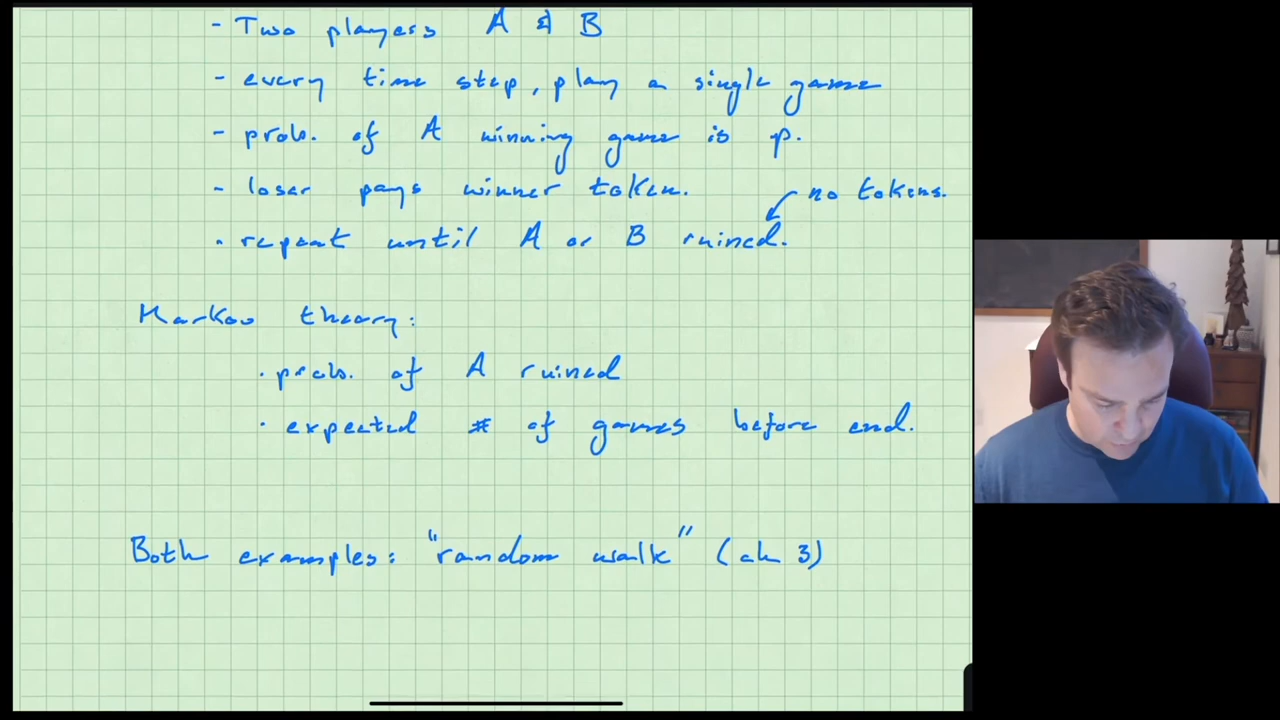 - Two players A & B
- every time step, play a single game
- prob. of A winning game is p.
- loser pays winner token.
no tokens.
- repeat until A or B ruined.
Markov theory:
· prob. of A ruined
· expected # of games before end.
Both examples: "random walk" (ch 3)